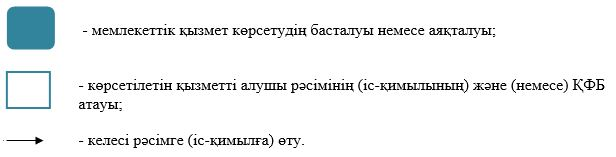 - мемлекеттік қызмет көрсетудің басталуы немесе аяқталуы;
- көрсетілетін қызметті алушы рәсімінің (іс-қимылының) және (немесе) ҚФБ
атауы;
- келесі рәсімге (іс-қимылға) өту.